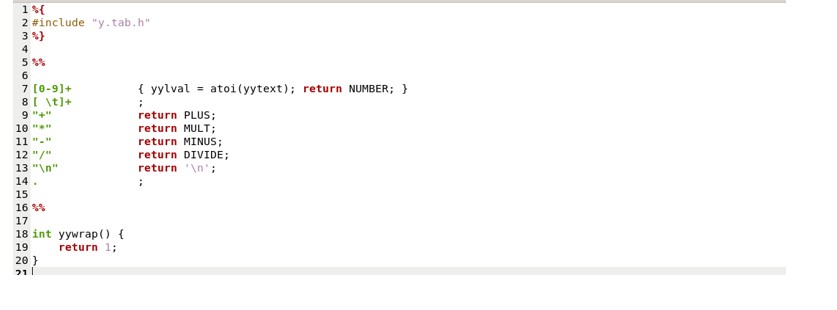 1 %{
2 #include "y.tab.h"
3 %}
4
5 %%
6
7 [0-9]+          { yylval = atoi(yytext); return NUMBER; }
8 [ \t]+          ;
9 "+"             return PLUS;
10 "*"             return MULT;
11 "-"             return MINUS;
12 "/"             return DIVIDE;
13 "\n"            return '\n';
14 .               ;
15
16 %%
17
18 int yywrap() {
19     return 1;
20 }
21